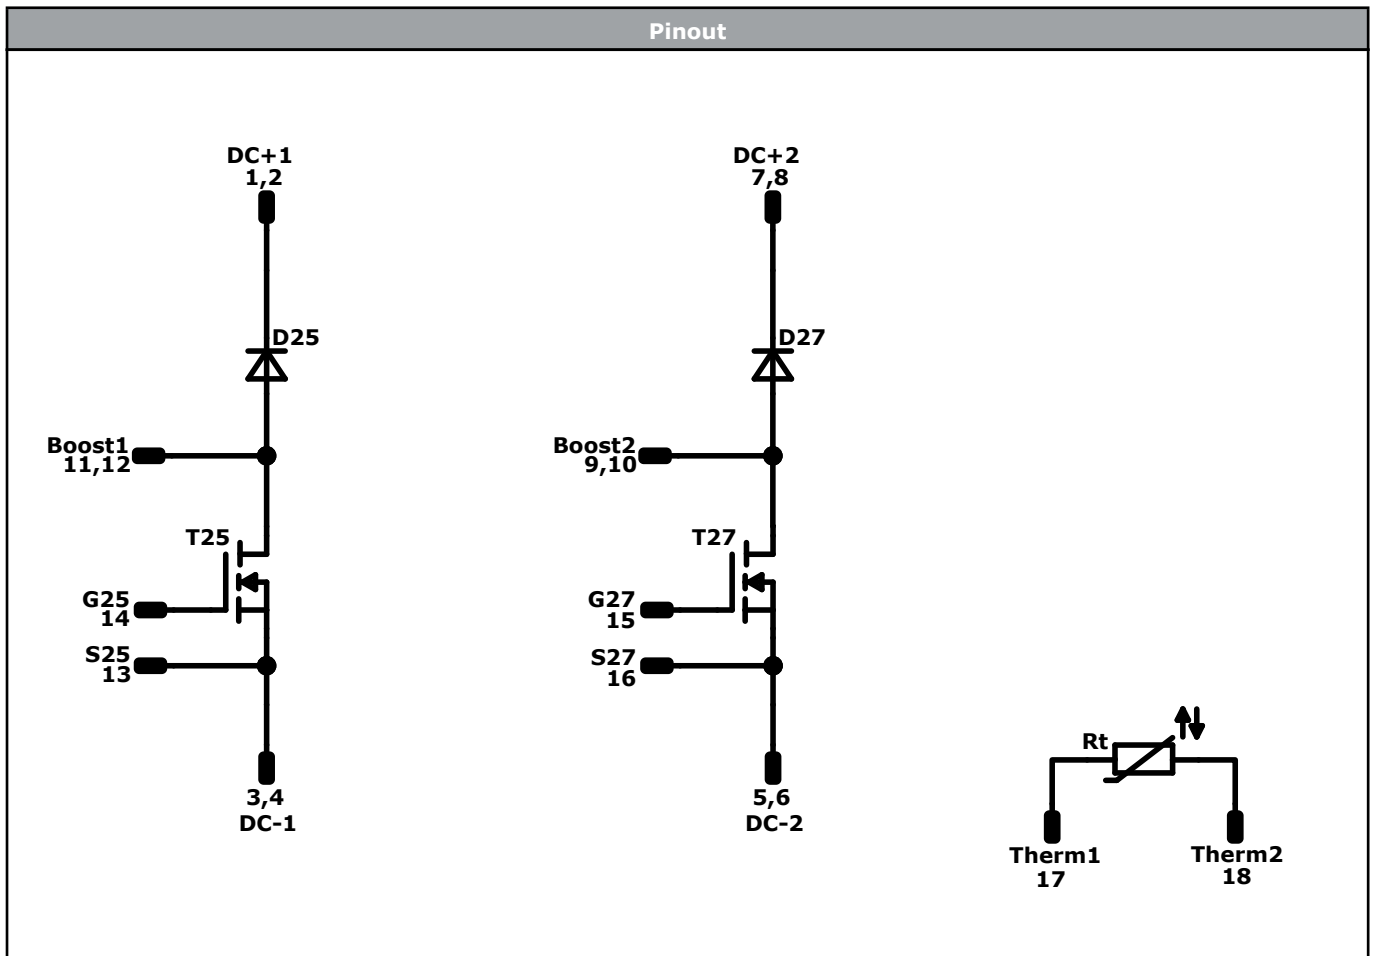 Pinout
DC+1
1,2
DC+2
7,8
D25
D27
Boost1
11,12
Boost2
9,10
T25
T27
G25
14
G27
15
S25
13
S27
16
Rt
3,4
DC-1
5,6
DC-2
Therm1
17
Therm2
18